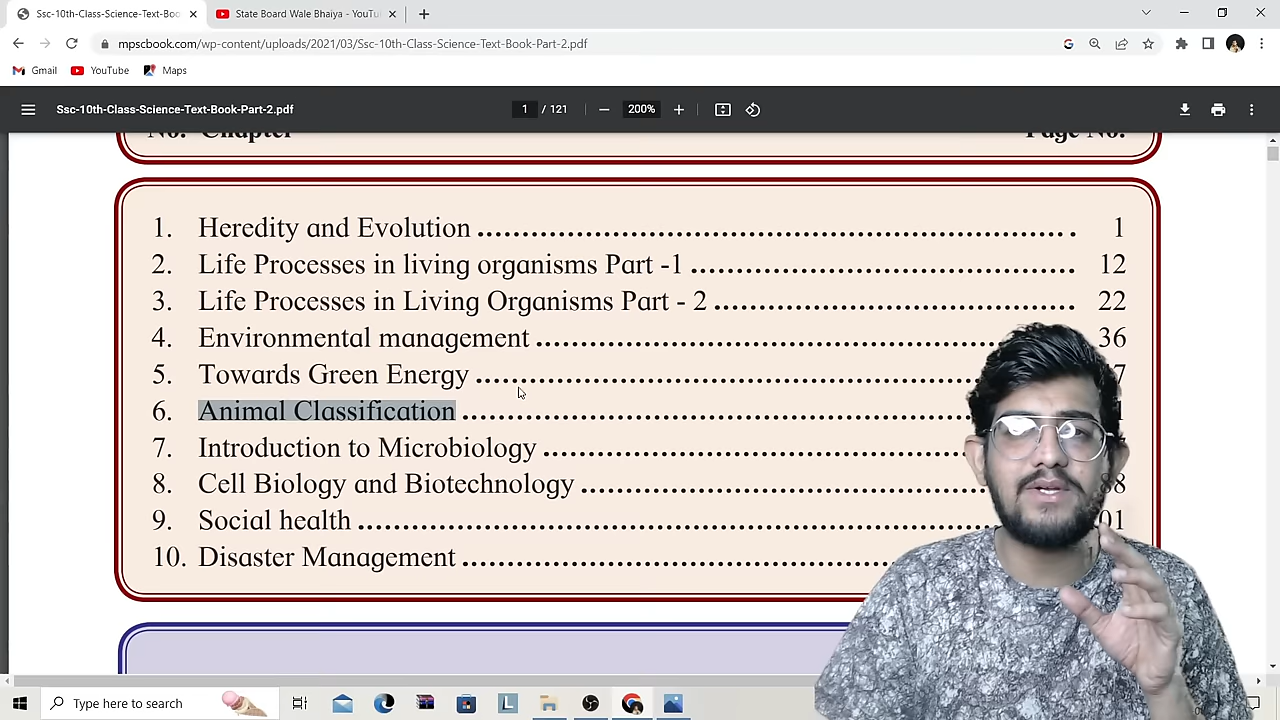 Ssc-10th-Class-Science-Text-Boo
State Board Wale Bhaiya - YouTu
mpscbook.com/wp-content/uploads/2021/03/Ssc-10th-Class-Science-Text-Book-Part-2.pdf
Gmail YouTube Maps
Ssc-10th-Class-Science-Text-Book-Part-2.pdf 1 / 121 200%
No. Chapter Page No.
1. Heredity and Evolution 1
2. Life Processes in living organisms Part -1 12
3. Life Processes in Living Organisms Part - 2 22
4. Environmental management 36
5. Towards Green Energy
6. Animal Classification
7. Introduction to Microbiology
8. Cell Biology and Biotechnology
9. Social health
10. Disaster Management
Type here to search